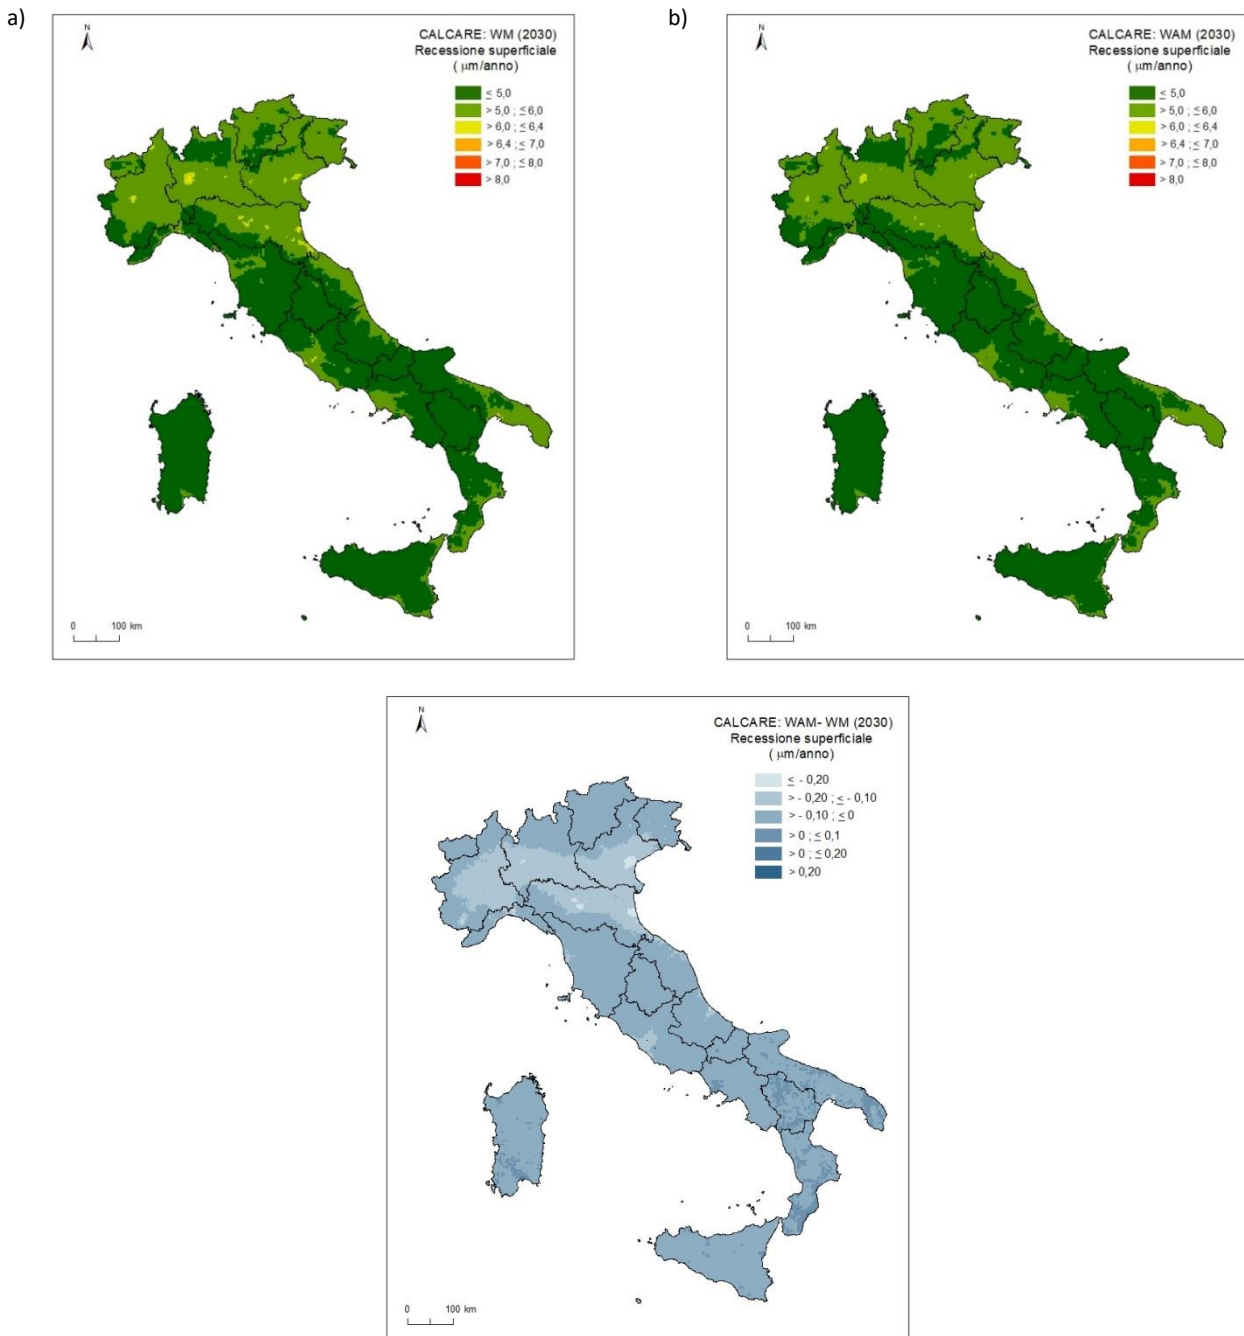 a)
N
CALCARE: WM (2030)
Recessione superficiale
( μm/anno)
≤ 5,0
> 5,0 ; ≤ 6,0
> 6,0 ; ≤ 6,4
> 6,4 ; ≤ 7,0
> 7,0 ; ≤ 8,0
> 8,0
0 100 km
b)
N
CALCARE: WAM (2030)
Recessione superficiale
( μm/anno)
≤ 5,0
> 5,0 ; ≤ 6,0
> 6,0 ; ≤ 6,4
> 6,4 ; ≤ 7,0
> 7,0 ; ≤ 8,0
> 8,0
0 100 km
N
CALCARE: WAM- WM (2030)
Recessione superficiale
( μm/anno)
≤ - 0,20
> - 0,20 ; ≤ - 0,10
> - 0,10 ; ≤ 0
> 0 ; ≤ 0,1
> 0 ; ≤ 0,20
> 0,20
0 100 km